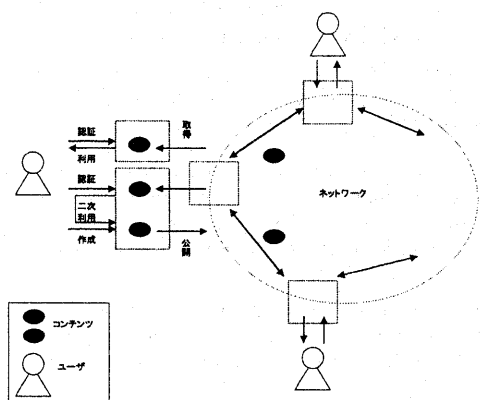 認証
取得
利用
認証
ネットワーク
二次
利用
作成
公開
コンテンツ
ユーザ